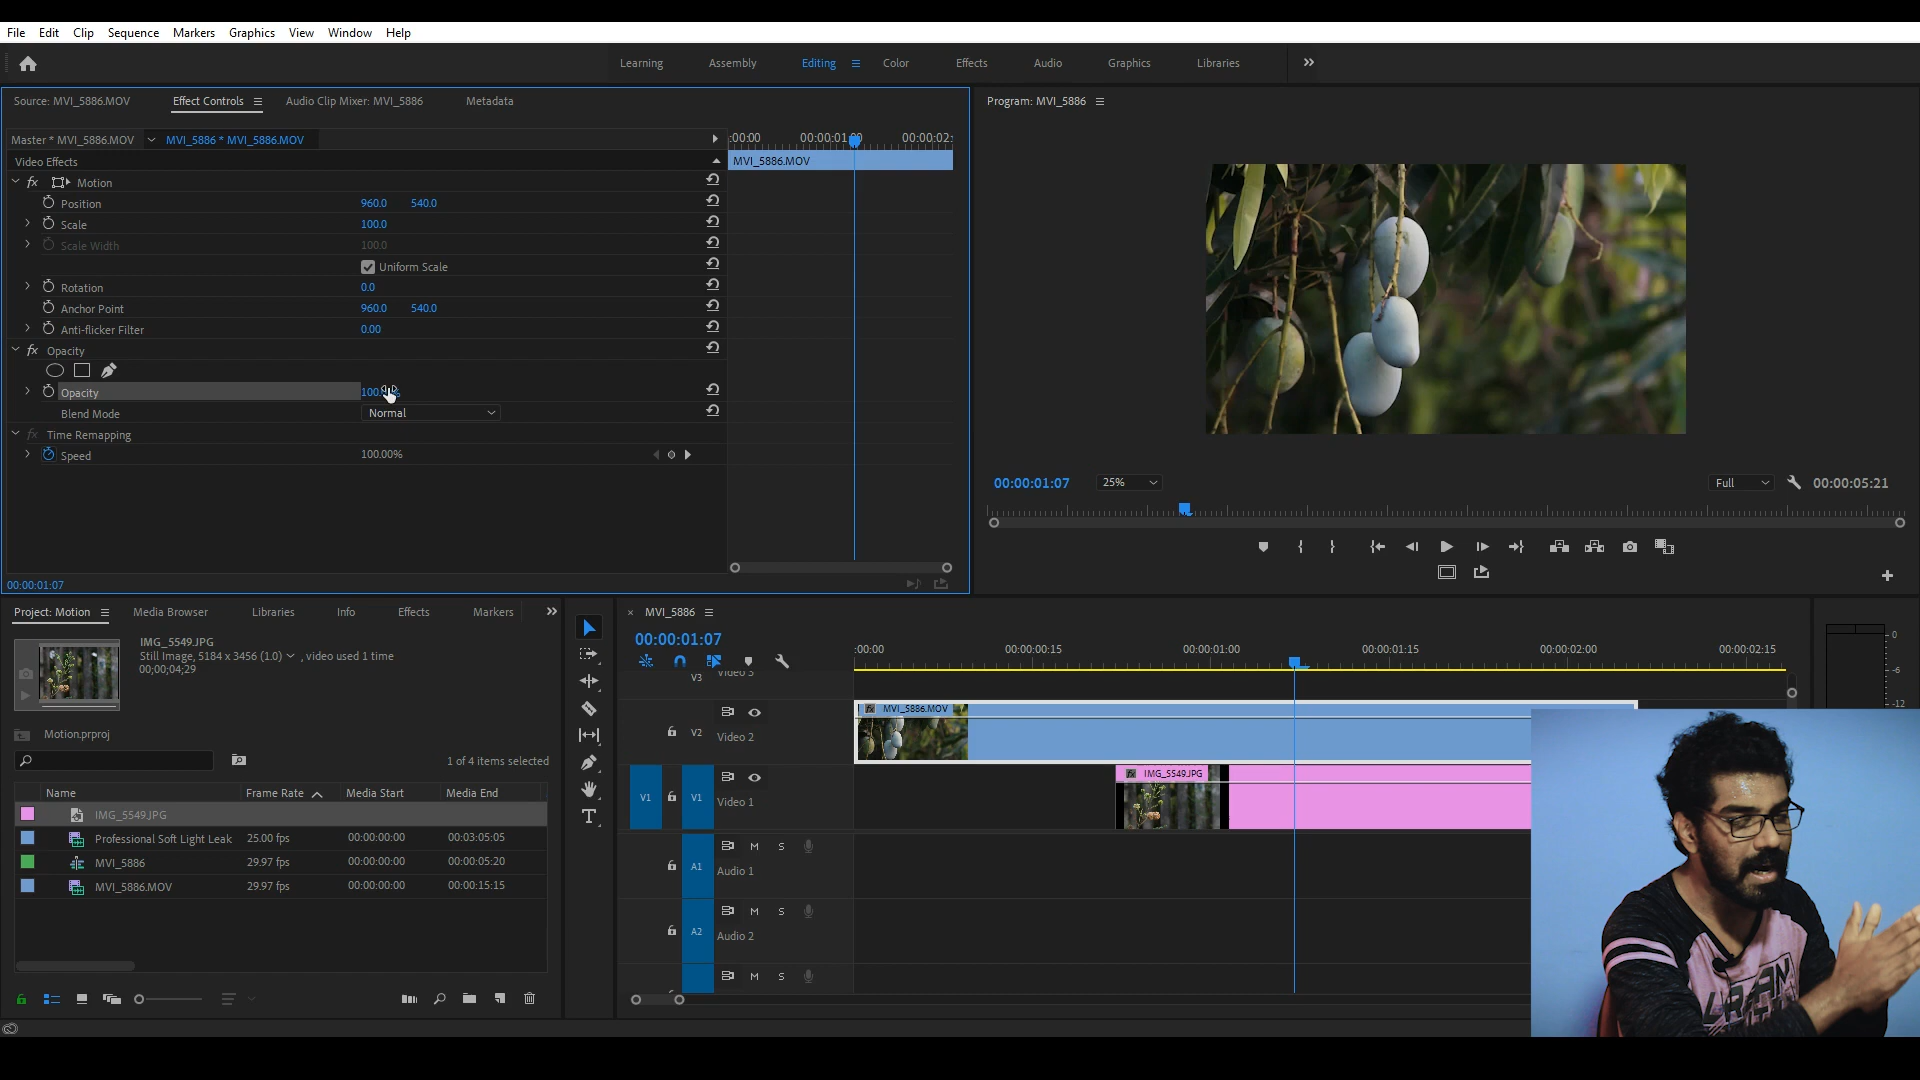 File Edit Clip Sequence Markers Graphics View Window Help
Learning Assembly Editing Color Effects Audio Graphics Libraries
Source: MVI_5886.MOV Effect Controls Audio Clip Mixer: MVI_5886 Metadata
Master * MVI_5886.MOV MVI_5886 * MVI_5886.MOV
:00:00 00:00:01:00 00:00:02:
Video Effects
MVI_5886.MOV
fx Motion
Position 960.0 540.0
Scale 100.0
Scale Width 100.0
Uniform Scale
Rotation 0.0
Anchor Point 960.0 540.0
Anti-flicker Filter 0.00
fx Opacity
Opacity
Blend Mode Normal
fx Time Remapping
Speed 100.00%
00:00:01:07
Program: MVI_5886
00:00:01:07 25% Full 00:00:05:21
Project: Motion Media Browser Libraries Info Effects Markers
IMG_5549.JPG
Still Image, 5184 x 3456 (1.0) , video used 1 time
00;00;04;29
Motion.prproj
1 of 4 items selected
Name Frame Rate Media Start Media End
IMG_5549.JPG
Professional Soft Light Leak 25.00 fps 00:00:00:00 00:03:05:05
MVI_5886 29.97 fps 00:00:00:00 00:00:05:20
MVI_5886.MOV 29.97 fps 00:00:00:00 00:00:15:15
× MVI_5886
00:00:01:07
:00:00 00:00:00:15 00:00:01:00 00:00:01:15 00:00:02:00 00:00:02:15
V3 Video 3
fx MVI_5886.MOV
V2 Video 2
fx IMG_5549.JPG
V1 V1 Video 1
M S
A1 Audio 1
M S
A2 Audio 2
M S
0
-6
-12